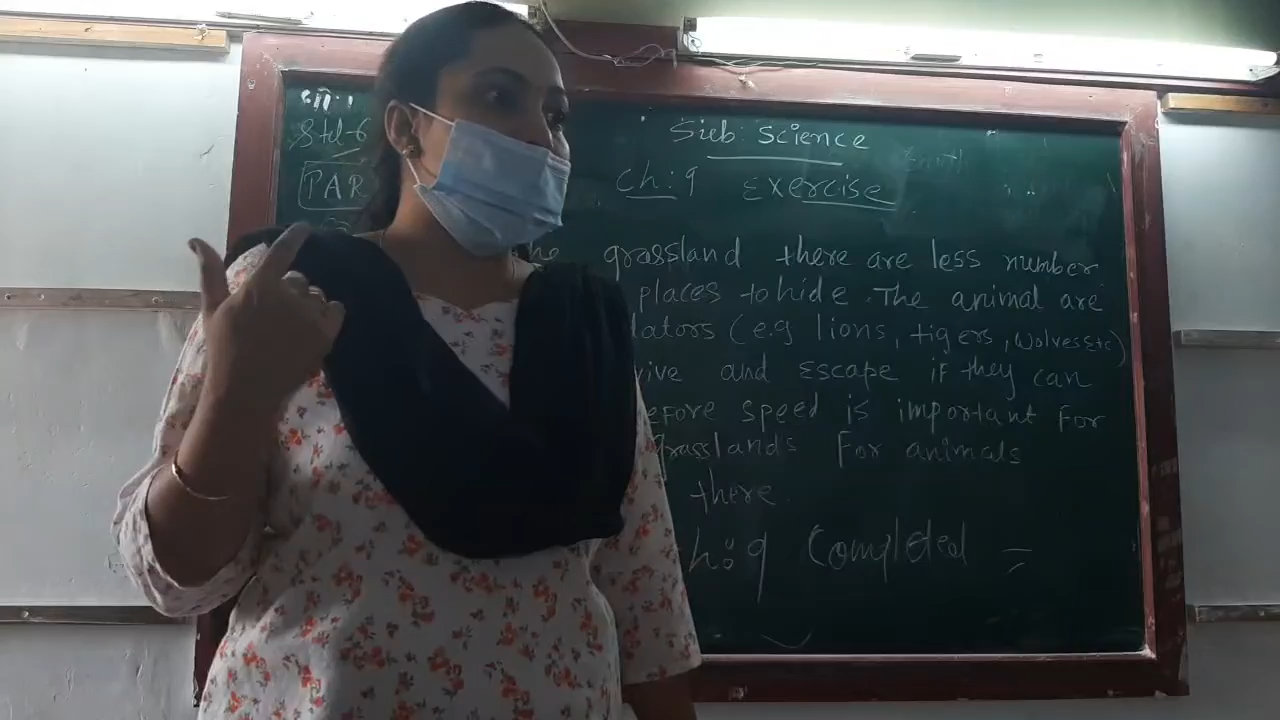 Std-6
PAR
Sub: Science
Ch:9 Exercise
he grassland there are less number
places to hide. The animal are
dators (e.g lions, tigers, wolves etc)
vive and Escape if they can
efore speed is important for
grasslands for animals
there.
h:9 Completed =